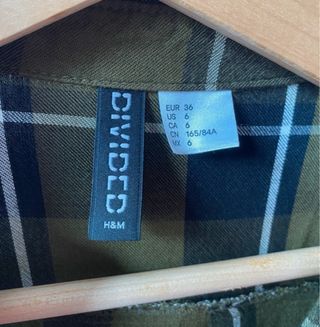 DIVIDED
H&M
EUR 36
US 6
CA 6
CN 165/84A
MX 6